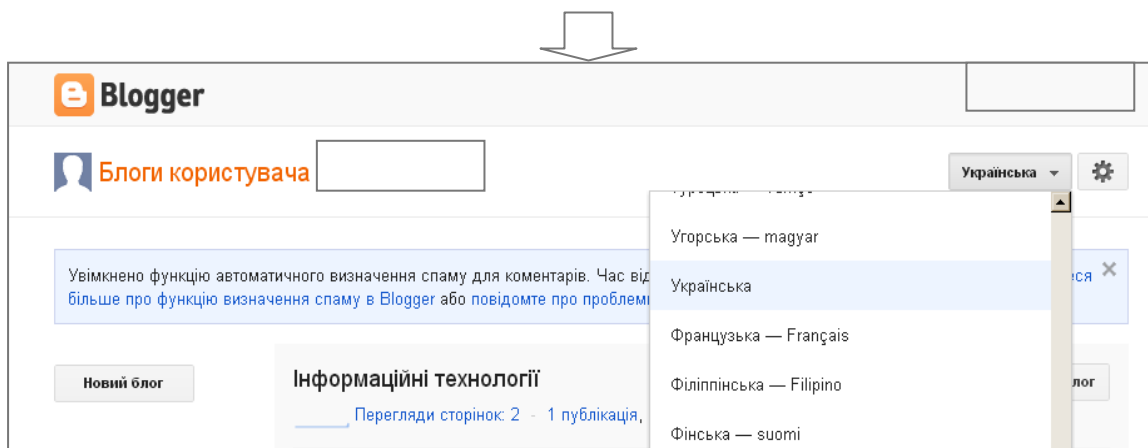 Blogger
Блоги користувача
Українська
Угорська — magyar
Увімкнено функцію автоматичного визначення спаму для коментарів. Час
більше про функцію визначення спаму в Blogger або повідомте про
Українська
Французька — Français
Новий блог
Інформаційні технології
Філіппінська — Filipino
Перегляди сторінок: 2 - 1 публікація,
Фінська — suomi